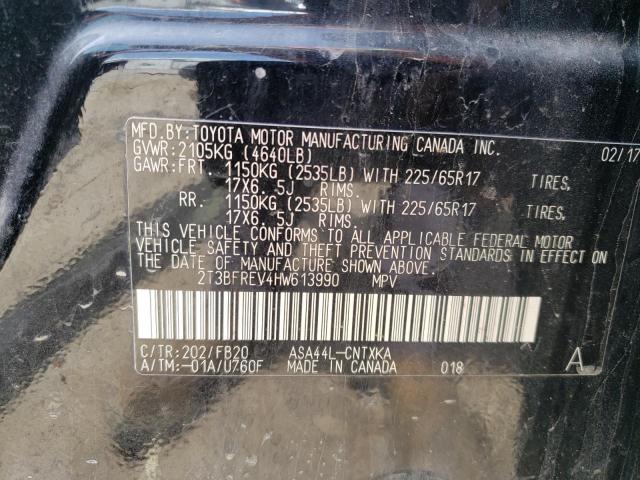 MFD.BY:TOYOTA MOTOR MANUFACTURING CANADA INC. 02/17
GVWR:2105KG (4640LB)
GAWR:FRT. 1150KG (2535LB) WITH 225/65R17 TIRES,
17X6.5J RIMS.
RR. 1150KG (2535LB) WITH 225/65R17 TIRES,
17X6.5J RIMS.
THIS VEHICLE CONFORMS TO ALL APPLICABLE FEDERAL MOTOR
VEHICLE SAFETY AND THEFT PREVENTION STANDARDS IN EFFECT ON
THE DATE OF MANUFACTURE SHOWN ABOVE.
2T3BFREV4HW613990 MPV
C/TR:202/FB20 ASA44L-CNTXKA A
A/TM:-01A/U760F MADE IN CANADA 018